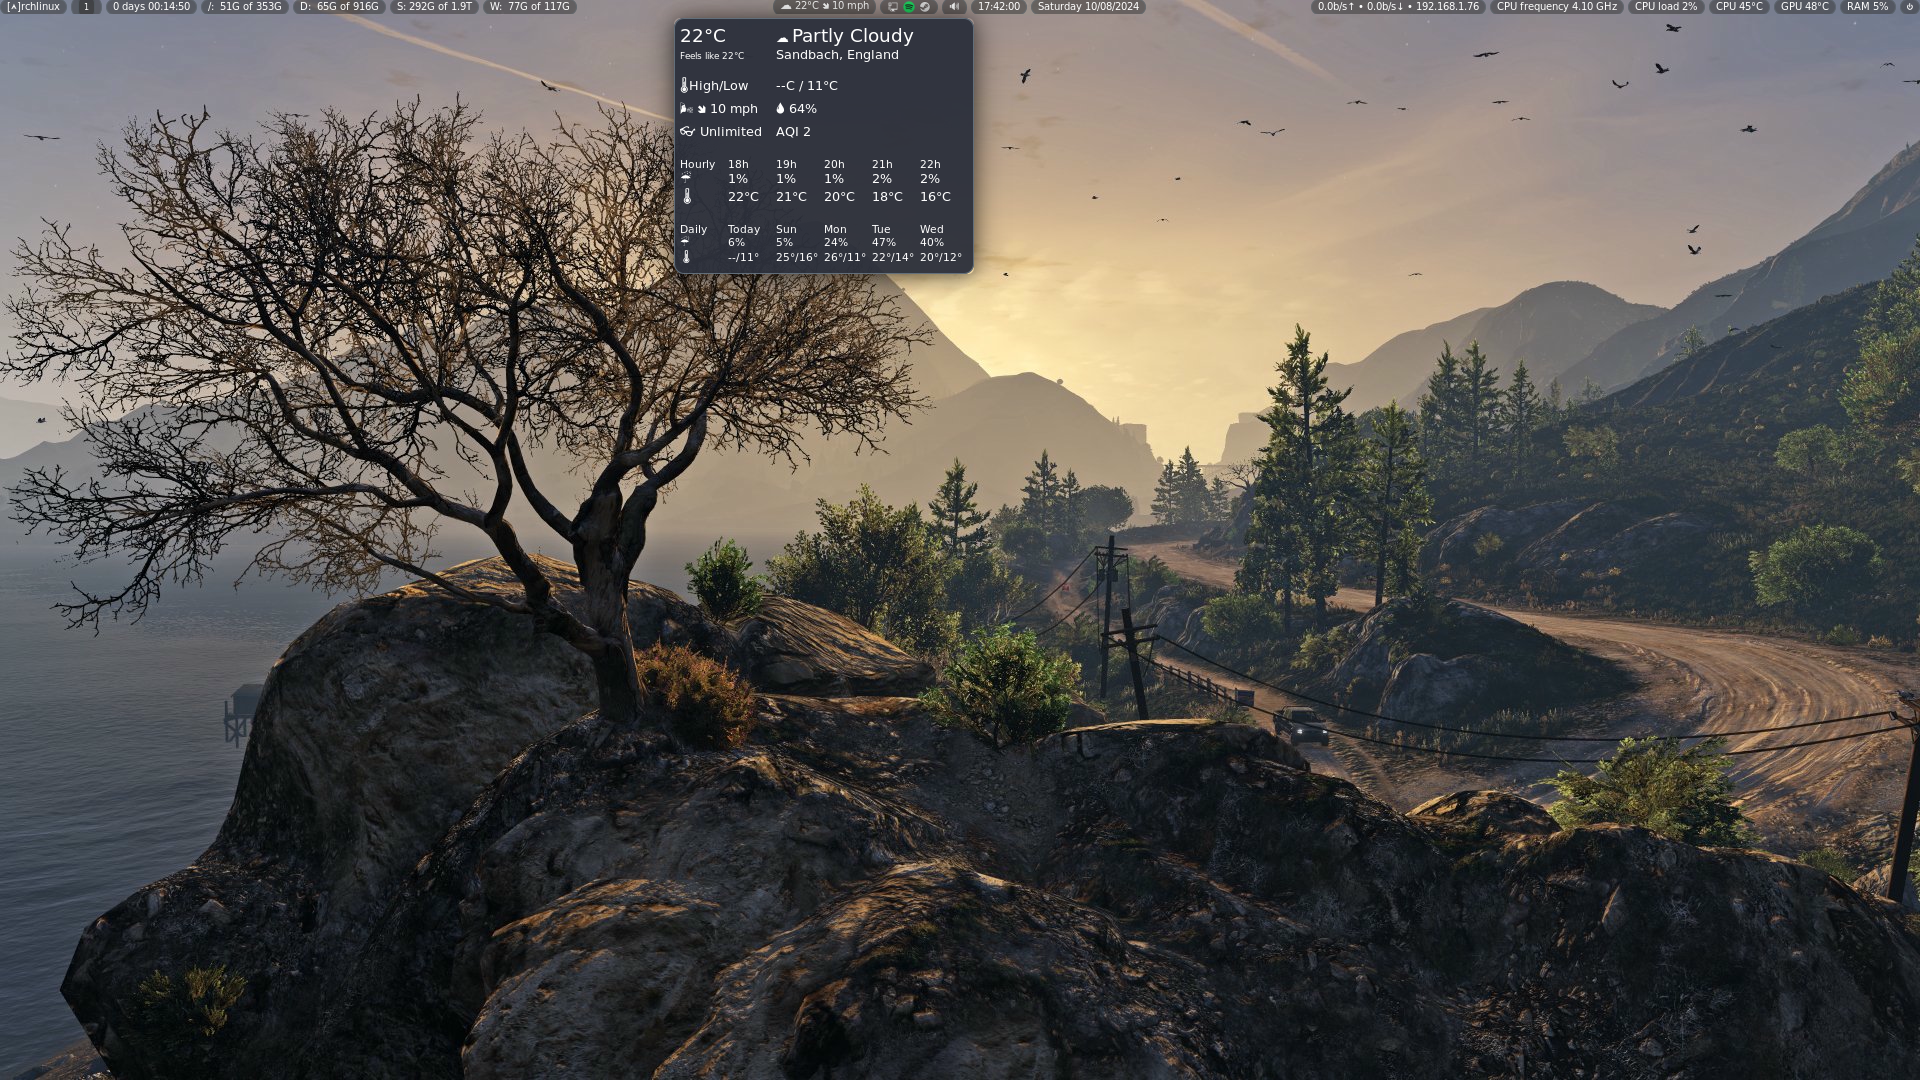 [∧]rchlinux 1 0 days 00:14:50 /: 51G of 353G D: 65G of 916G S: 292G of 1.9T W: 77G of 117G 22°C 10 mph 17:42:00 Saturday 10/08/2024 0.0b/s↑ • 0.0b/s↓ • 192.168.1.76 CPU frequency 4.10 GHz CPU load 2% CPU 45°C GPU 48°C RAM 5%
22°C Partly Cloudy
Feels like 22°C Sandbach, England
High/Low --C / 11°C
10 mph 64%
Unlimited AQI 2
Hourly 18h 19h 20h 21h 22h
1% 1% 1% 2% 2%
22°C 21°C 20°C 18°C 16°C
Daily Today Sun Mon Tue Wed
6% 5% 24% 47% 40%
--/11° 25°/16° 26°/11° 22°/14° 20°/12°